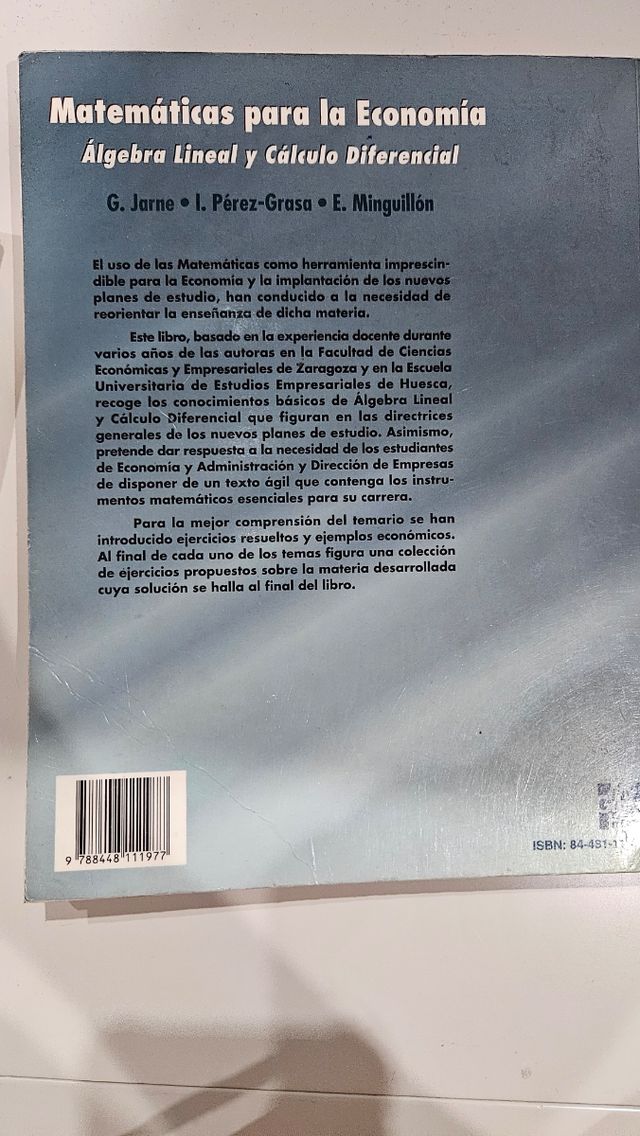 Matemáticas para la Economía
Álgebra Lineal y Cálculo Diferencial
G. Jarne • I. Pérez-Grasa • E. Minguillón
El uso de las Matemáticas como herramienta imprescin-
dible para la Economía y la implantación de los nuevos
planes de estudio, han conducido a la necesidad de
reorientar la enseñanza de dicha materia.
Este libro, basado en la experiencia docente durante
varios años de las autoras en la Facultad de Ciencias
Económicas y Empresariales de Zaragoza y en la Escuela
Universitaria de Estudios Empresariales de Huesca,
recoge los conocimientos básicos de Álgebra Lineal
y Cálculo Diferencial que figuran en las directrices
generales de los nuevos planes de estudio. Asimismo,
pretende dar respuesta a la necesidad de los estudiantes
de Economía y Administración y Dirección de Empresas
de disponer de un texto ágil que contenga los instru-
mentos matemáticos esenciales para su carrera.
Para la mejor comprensión del temario se han
introducido ejercicios resueltos y ejemplos económicos.
Al final de cada uno de los temas figura una colección
de ejercicios propuestos sobre la materia desarrollada
cuya solución se halla al final del libro.
9 788448 111977
ISBN: 84-481-1